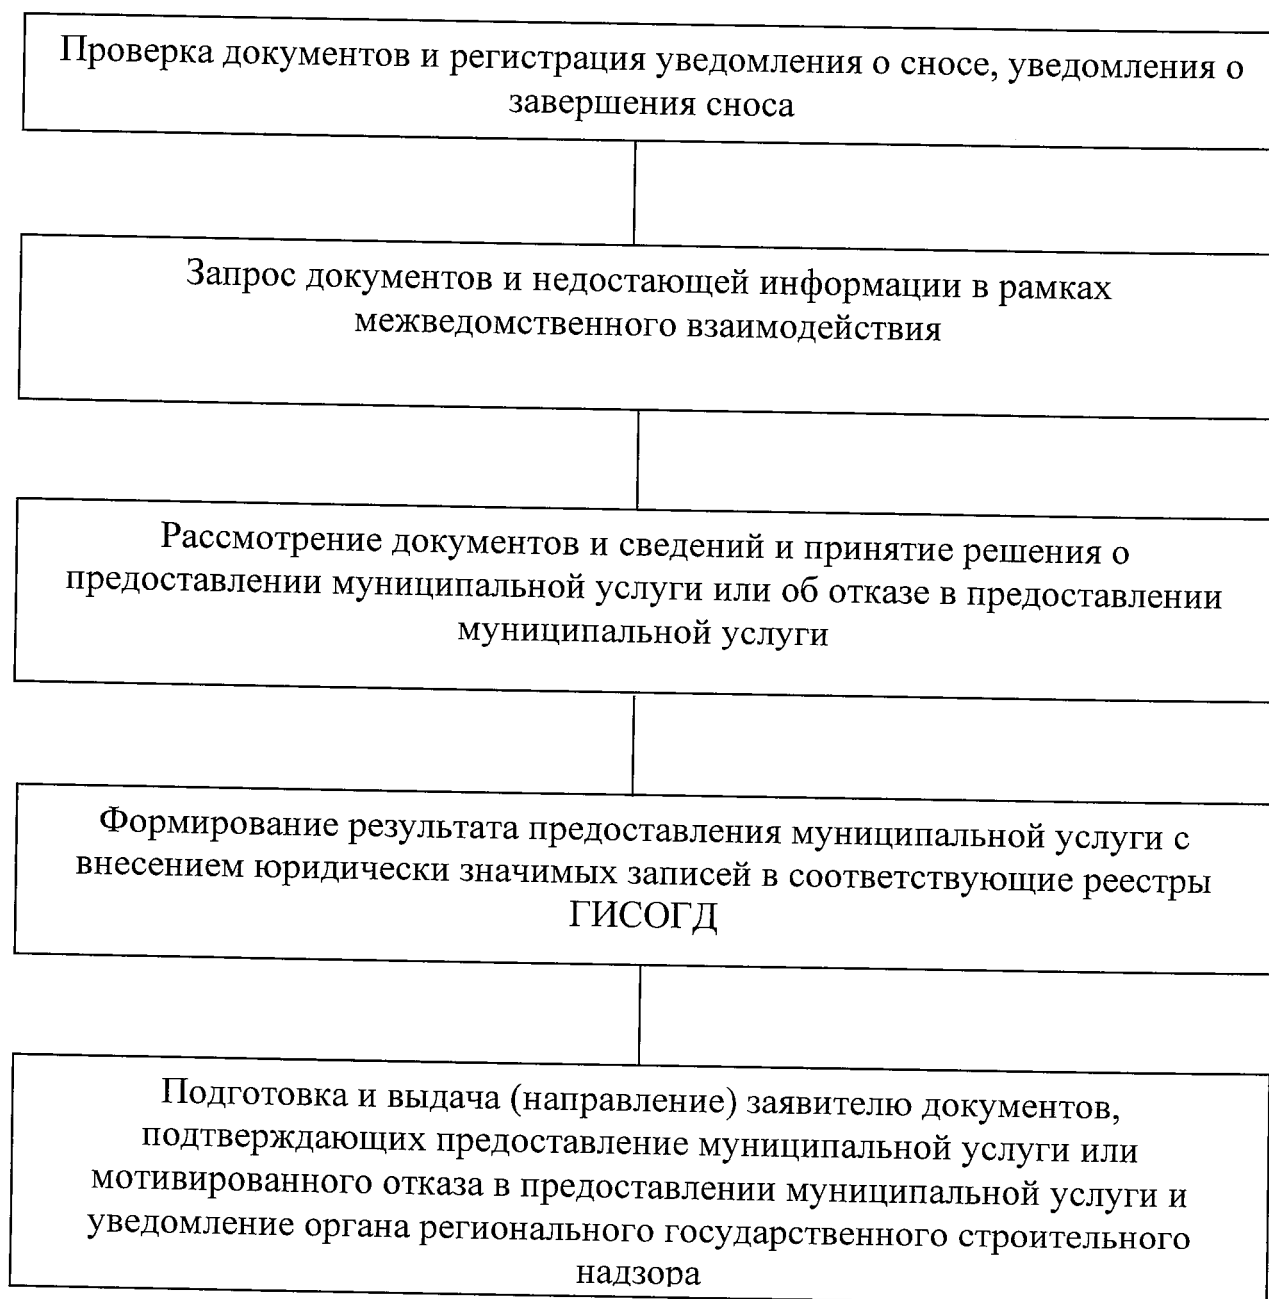 Проверка документов и регистрация уведомления о сносе, уведомления о
завершения сноса
Запрос документов и недостающей информации в рамках
межведомственного взаимодействия
Рассмотрение документов и сведений и принятие решения о
предоставлении муниципальной услуги или об отказе в предоставлении
муниципальной услуги
Формирование результата предоставления муниципальной услуги с
внесением юридически значимых записей в соответствующие реестры
ГИСОГД
Подготовка и выдача (направление) заявителю документов,
подтверждающих предоставление муниципальной услуги или
мотивированного отказа в предоставлении муниципальной услуги и
уведомление органа регионального государственного строительного
надзора